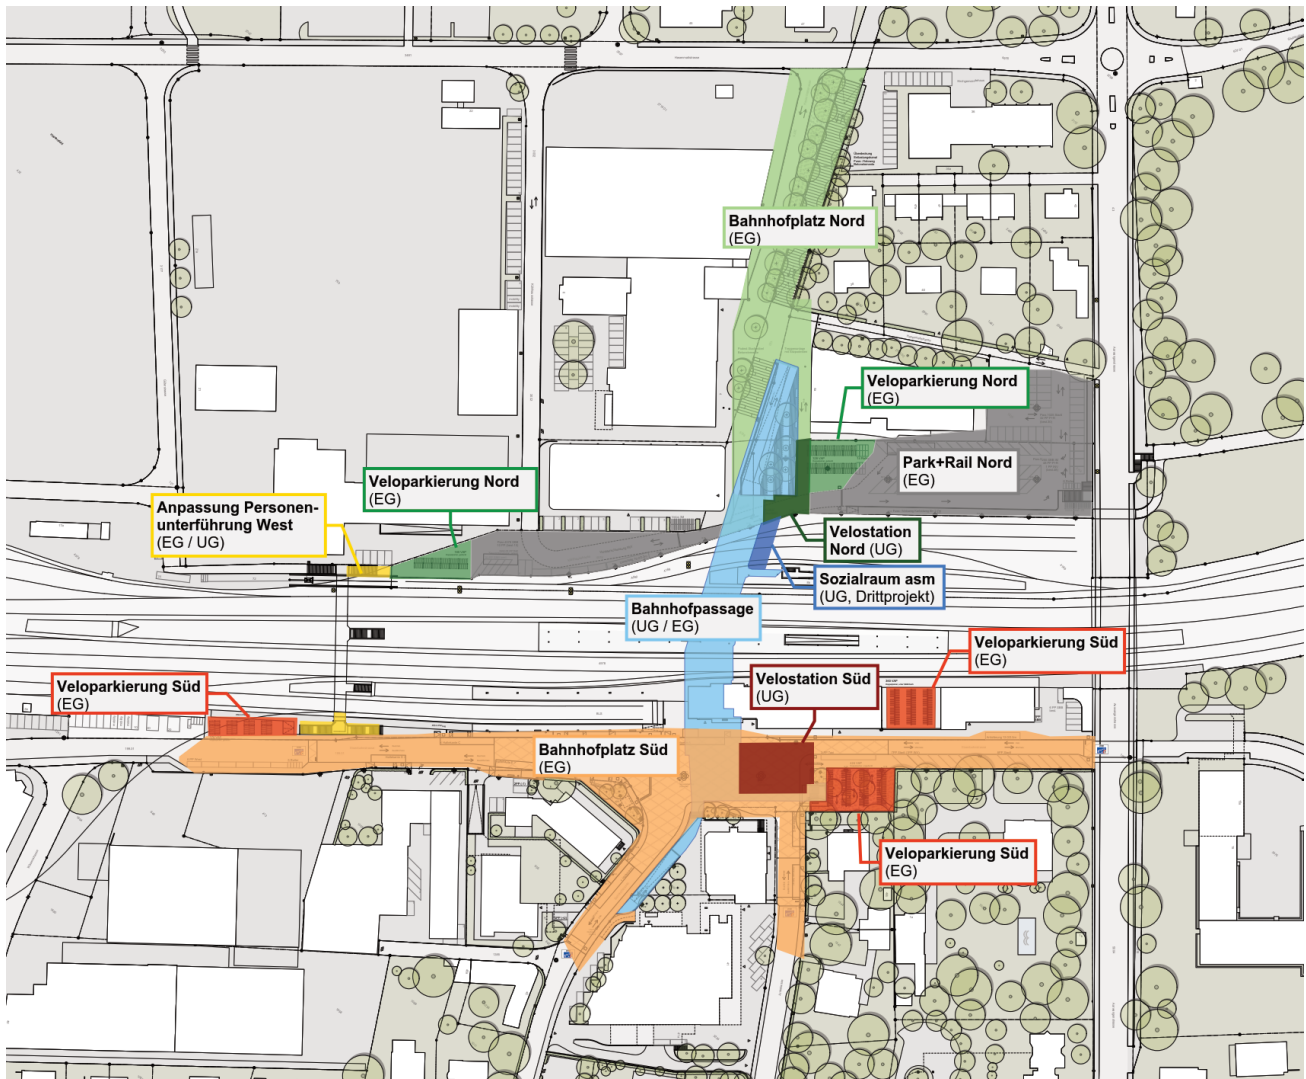 Bahnhofplatz Nord
(EG)
Veloparkierung Nord
(EG)
Park+Rail Nord
(EG)
Veloparkierung Nord
(EG)
Anpassung Personen-
unterführung West
(EG / UG)
Velostation
Nord (UG)
Sozialraum asm
(UG, Drittprojekt)
Bahnhofpassage
(UG / EG)
Veloparkierung Süd
(EG)
Velostation Süd
(UG)
Veloparkierung Süd
(EG)
Bahnhofplatz Süd
(EG)
Veloparkierung Süd
(EG)